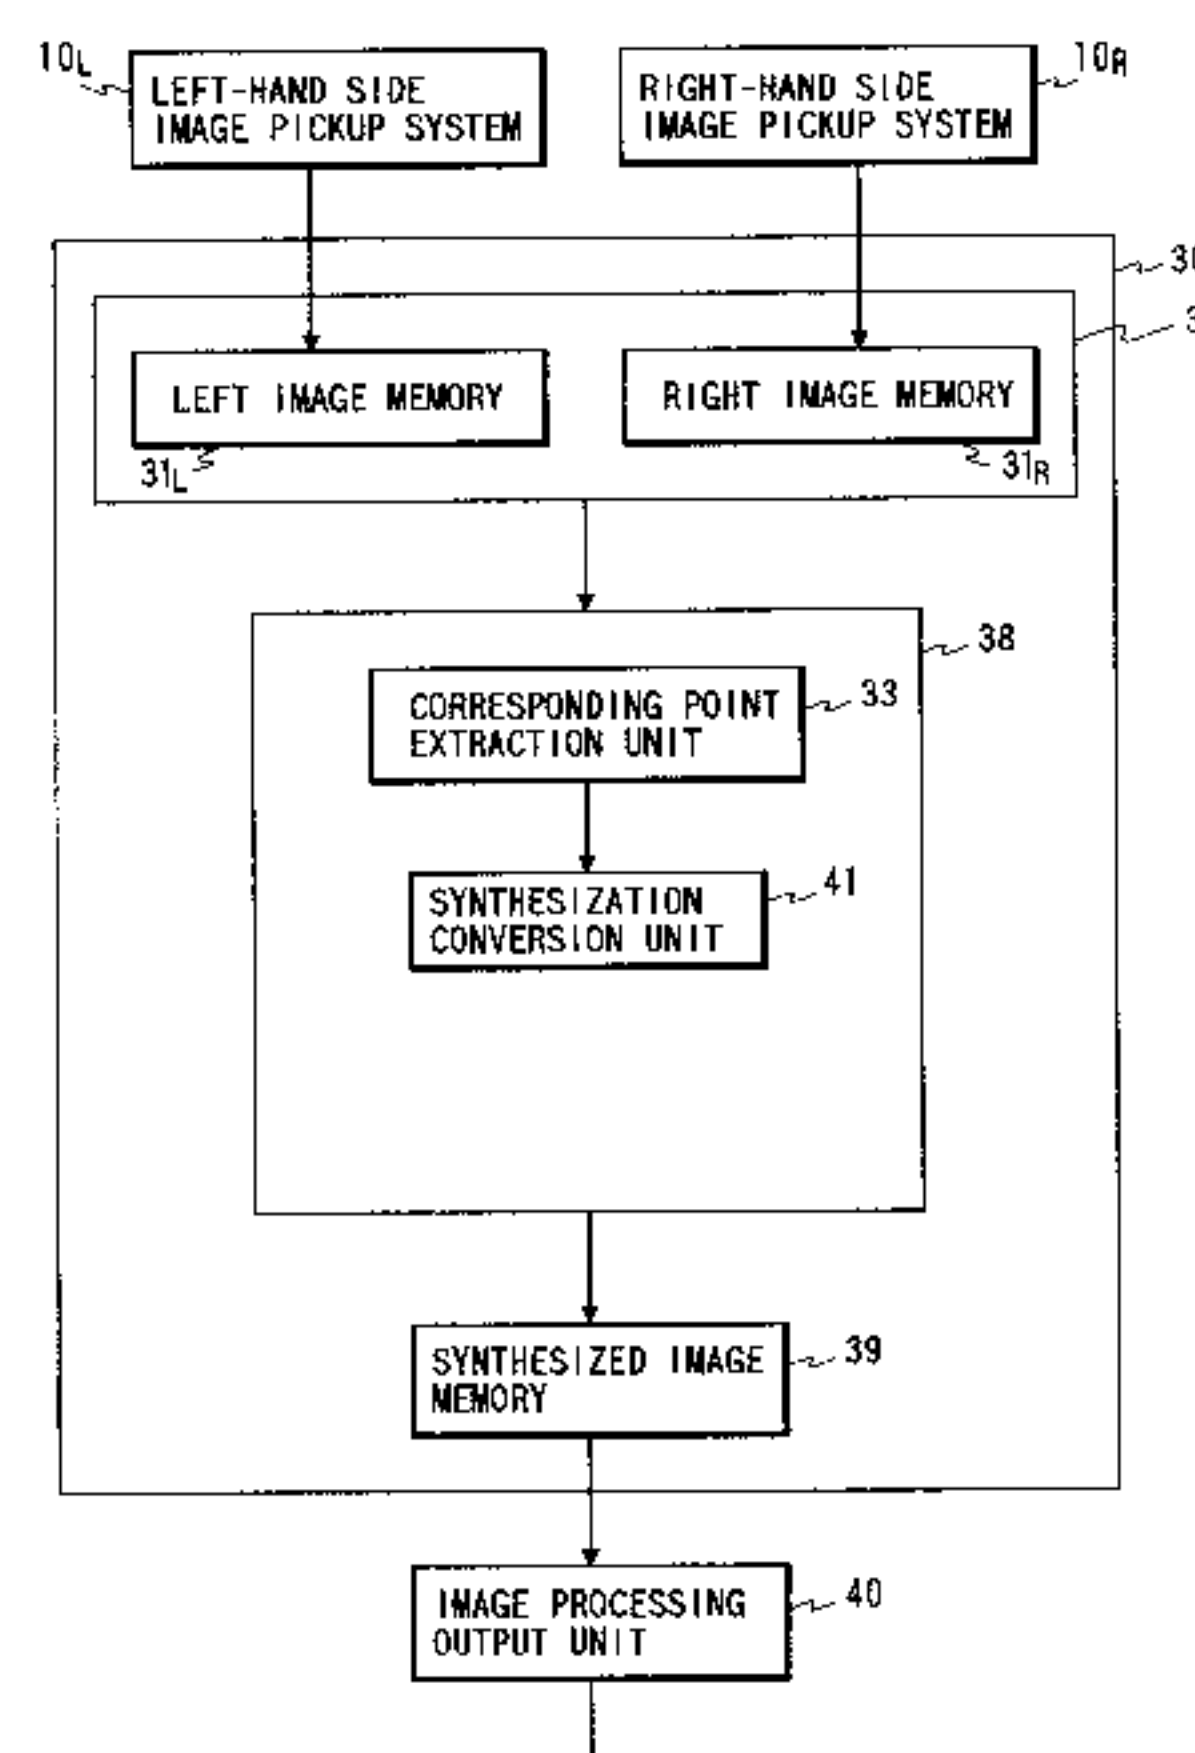 10L
LEFT-HAND SIDE
IMAGE PICKUP SYSTEM
RIGHT-HAND SIDE
IMAGE PICKUP SYSTEM
10R
LEFT IMAGE MEMORY
31L
RIGHT IMAGE MEMORY
31R
38
CORRESPONDING POINT
EXTRACTION UNIT
33
SYNTHESIZATION
CONVERSION UNIT
41
SYNTHESIZED IMAGE
MEMORY
39
IMAGE PROCESSING
OUTPUT UNIT
40